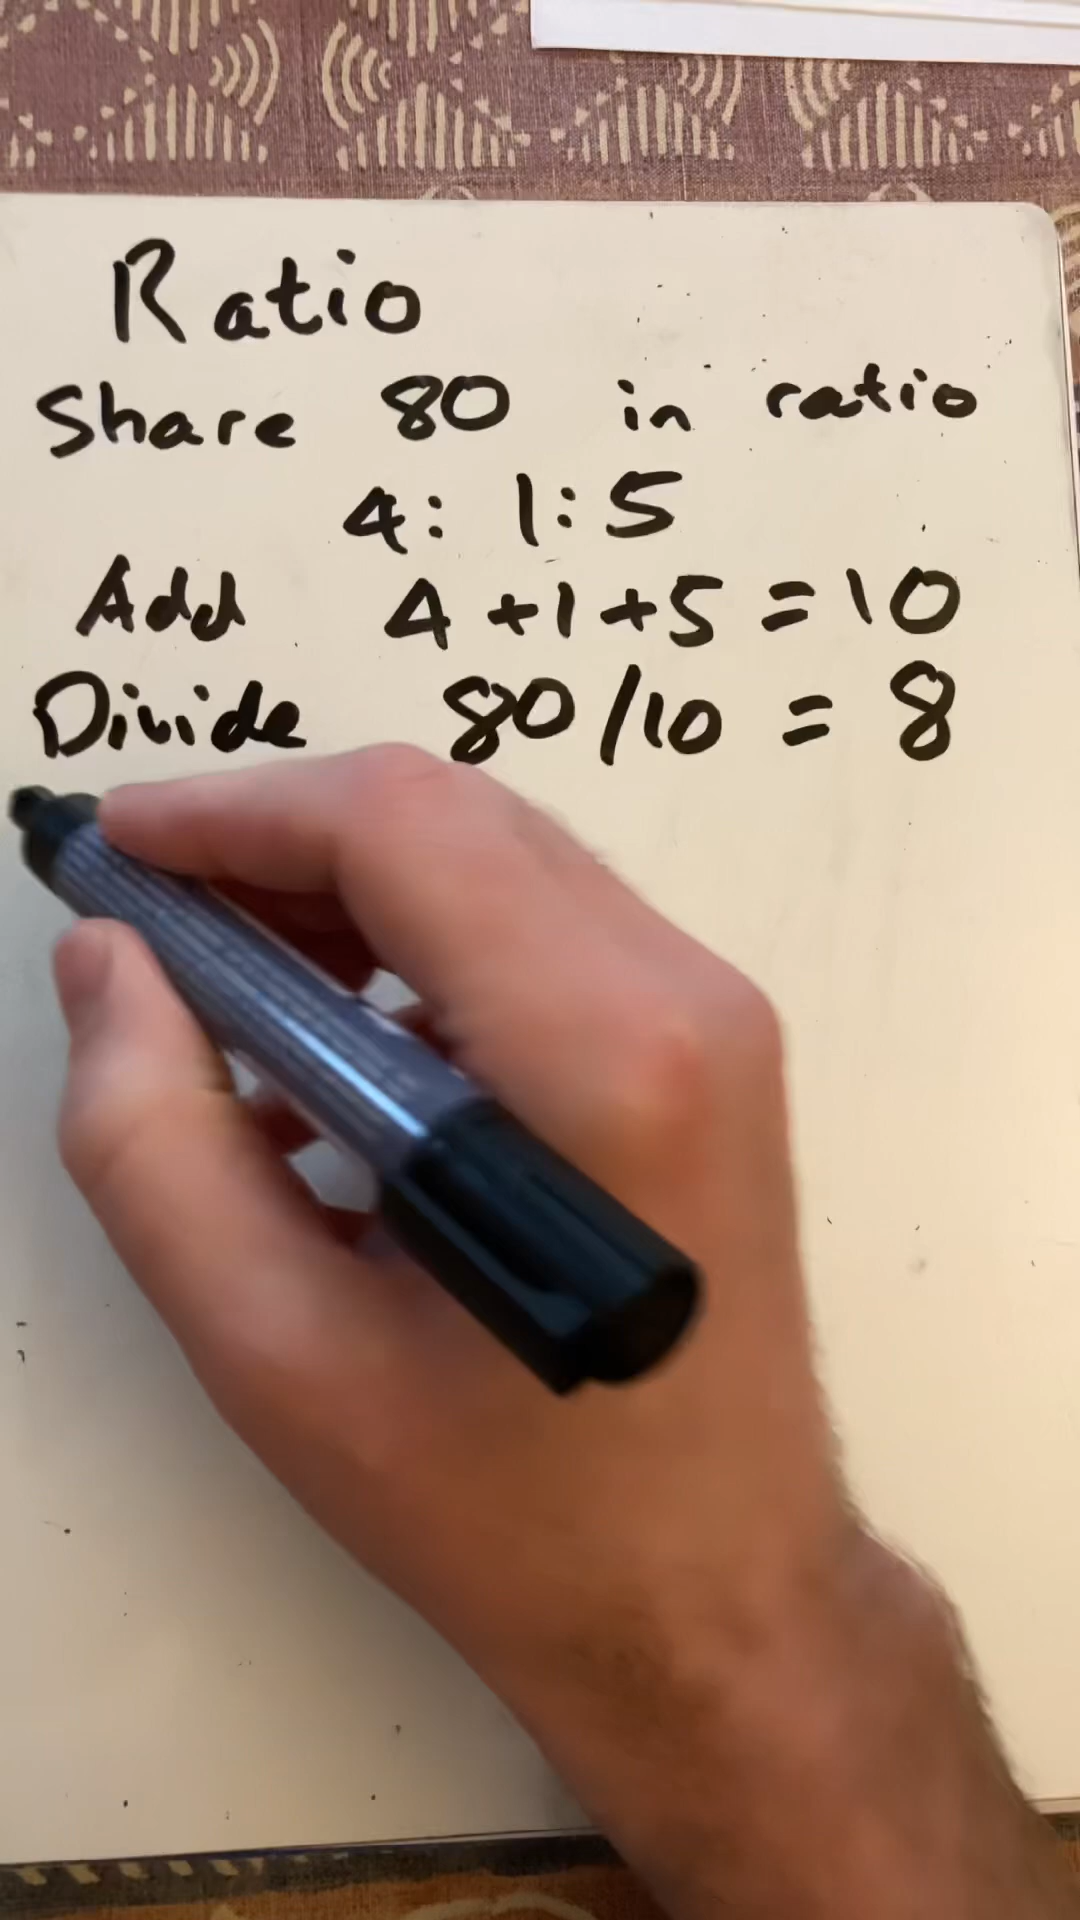 Ratio
Share 80 in ratio
4: 1:5
Add 4+1+5=10
Divide 80/10 = 8